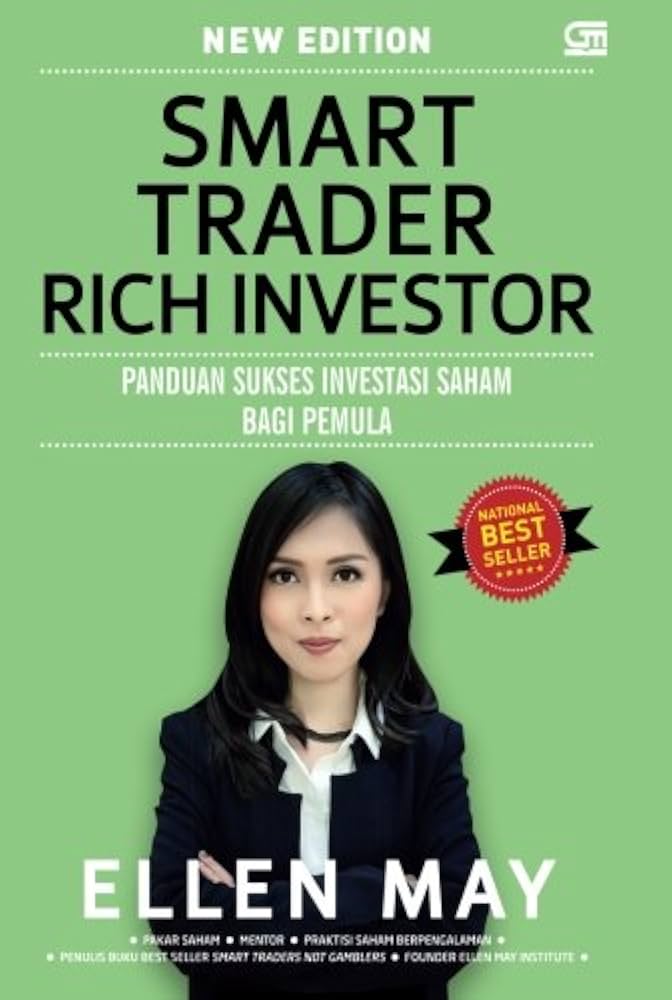 NEW EDITION
GM
SMART
TRADER
RICH INVESTOR
PANDUAN SUKSES INVESTASI SAHAM
BAGI PEMULA
NATIONAL
BEST
SELLER
ELLEN MAY
• PAKAR SAHAM • MENTOR • PRAKTISI SAHAM BERPENGALAMAN •
• PENULIS BUKU BEST SELLER SMART TRADERS NOT GAMBLERS • FOUNDER ELLEN MAY INSTITUTE •